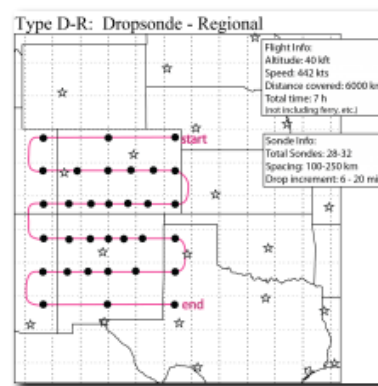 Type D-R: Dropsonde - Regional
Flight Info:
Altitude: 40 kft
Speed: 442 kts
Distance covered: 6000 km
Total time: 7 h
(not including ferry, etc.)
start
Sonde Info:
Total Sondes: 28-32
Spacing: 100-250 km
Drop increment: 6 - 20 mi
end